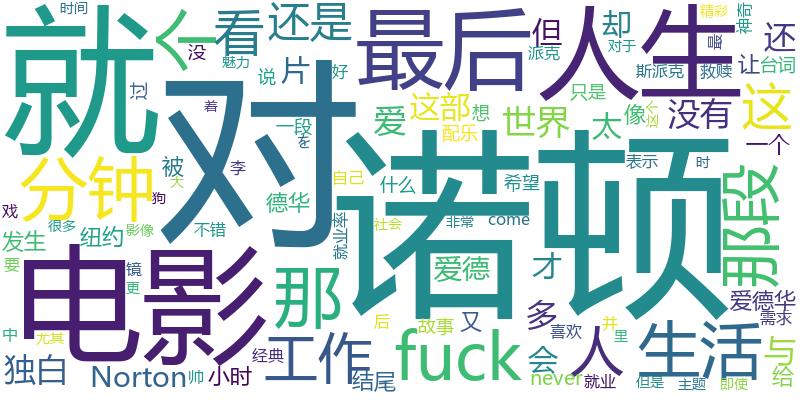 时间
就
个
看
还是
最后
但
却
人生
还
精彩
神奇
没
魅力
说
片
好
派克
对于
最
让
台词
斯派克
救赎
过
对
着
一段
を
爱
这部
配乐
想
世界
只是
太
像
没有
这
一个
分钟
被
李
自己
什么
希望
才
表示
时
那段
狗
大
诺顿
戏
很多
影像
不错
德华
就业率
社会
非常
come
发生
纽约
要
镜
更
电影
那
爱德
爱德华
需求
多
中
尤其
独白
Norton
帅
小时
经典
工作
结尾
后
故事
又
fuck
会
never
喜欢
就业
人
并
里
生活
但是
主题
即使
与
给